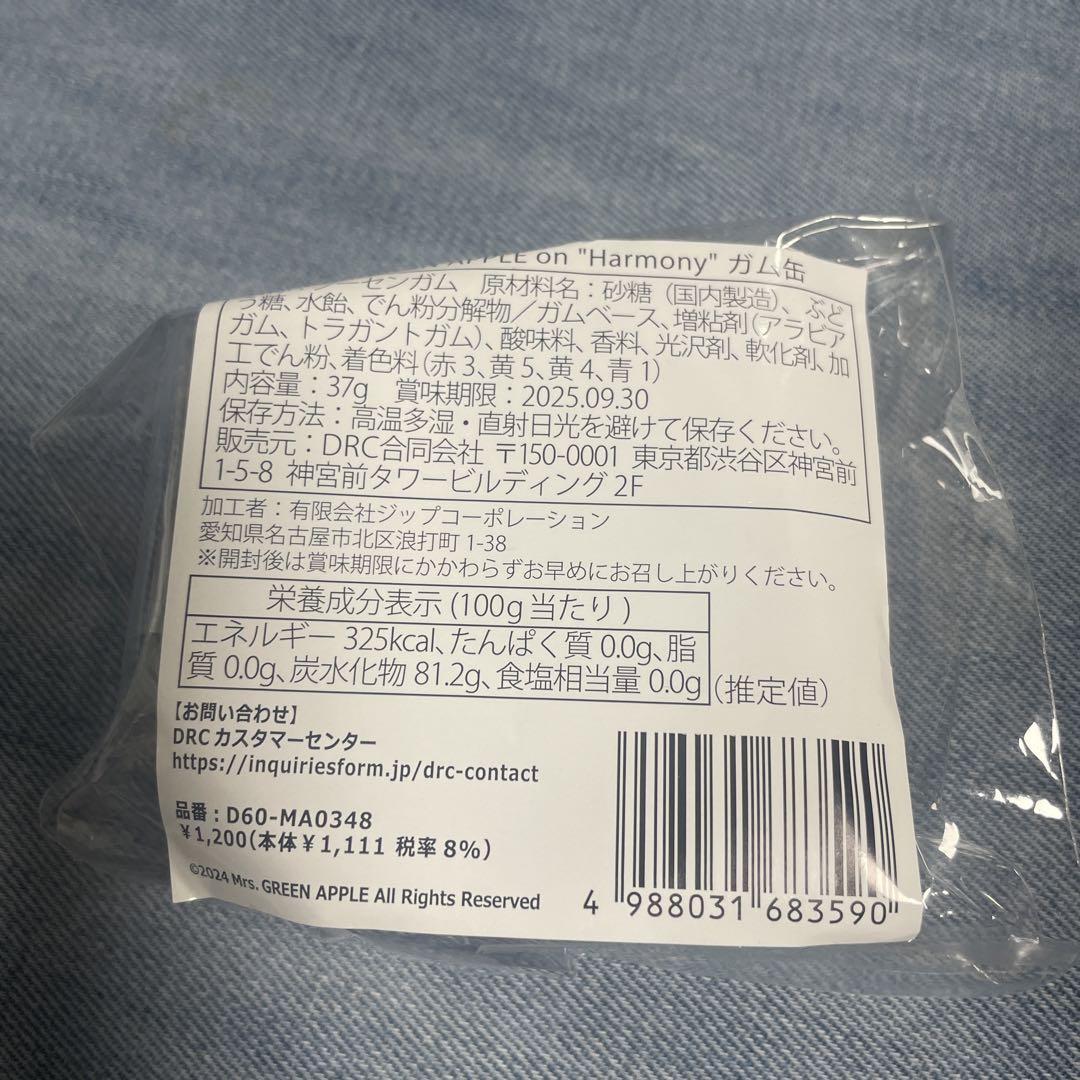 APPLE on "Harmony" ガム缶
ーセンガム 原材料名：砂糖（国内製造）、ぶど
う糖、水飴、でん粉分解物／ガムベース、増粘剤（アラビア
ガム、トラガントガム）、酸味料、香料、光沢剤、軟化剤、加
工でん粉、着色料（赤3、黄5、黄4、青1）
内容量：37g 賞味期限：2025.09.30
保存方法：高温多湿・直射日光を避けて保存ください。
販売元：DRC合同会社 〒150-0001 東京都渋谷区神宮前
1-5-8 神宮前タワービルディング2F
加工者：有限会社ジップコーポレーション
愛知県名古屋市北区浪打町 1-38
※開封後は賞味期限にかかわらずお早めにお召し上がりください。
栄養成分表示 (100g当たり )
エネルギー 325kcal、たんぱく質 0.0g、脂
質 0.0g、炭水化物 81.2g、食塩相当量 0.0g
（推定値）
【お問い合わせ】
DRCカスタマーセンター
https://inquiriesform.jp/drc-contact
品番：D60-MA0348
¥1,200(本体¥1,111 税率8%)
©2024 Mrs. GREEN APPLE All Rights Reserved
4 988031 683590